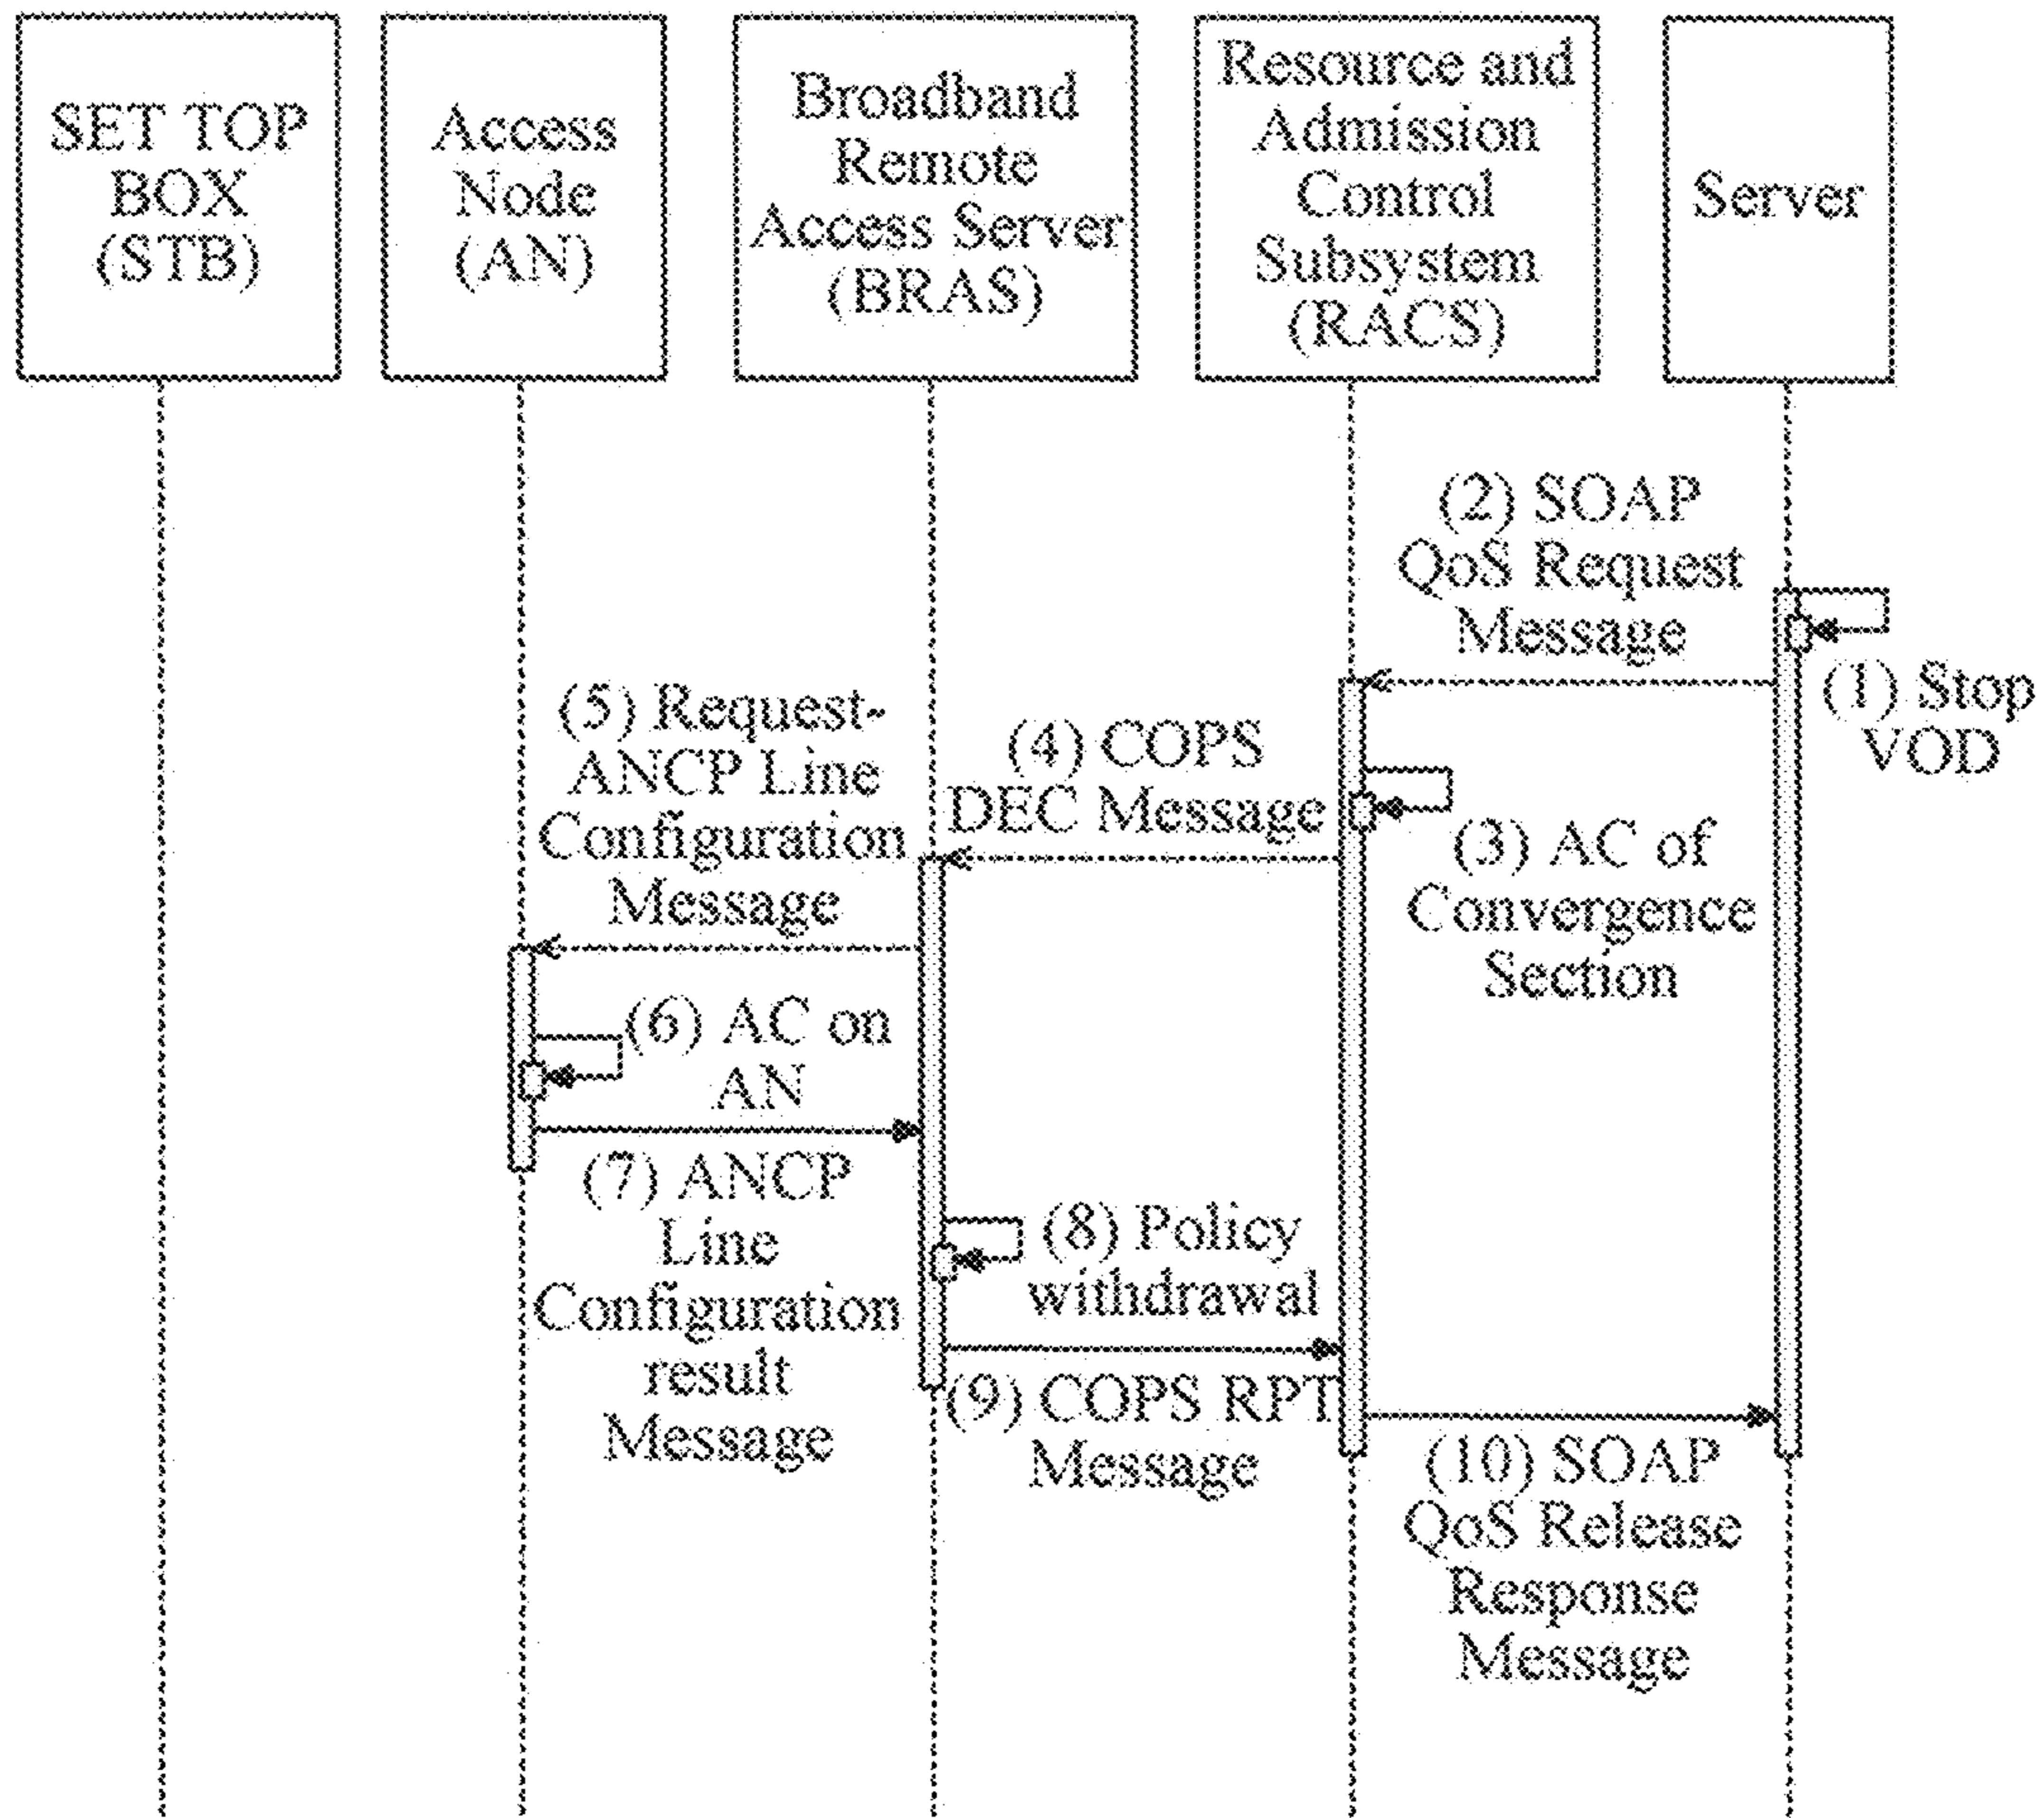 SET TOP
BOX
(STB)
Access
Node
(AN)
Broadband
Remote
Access Server
(BRAS)
Resource and
Admission
Control
Subsystem
(RACS)
Server
(2) SOAP
QoS Request
Message
(1) Stop
VOD
(5) Request-
ANCP Line
Configuration
Message
(4) COPS
DEC Message
(3) AC of
Convergence
Section
(6) AC on
AN
(7) ANCP
Line
Configuration
result
Message
(8) Policy
withdrawal
(9) COPS RPT
Message
(10) SOAP
QoS Release
Response
Message